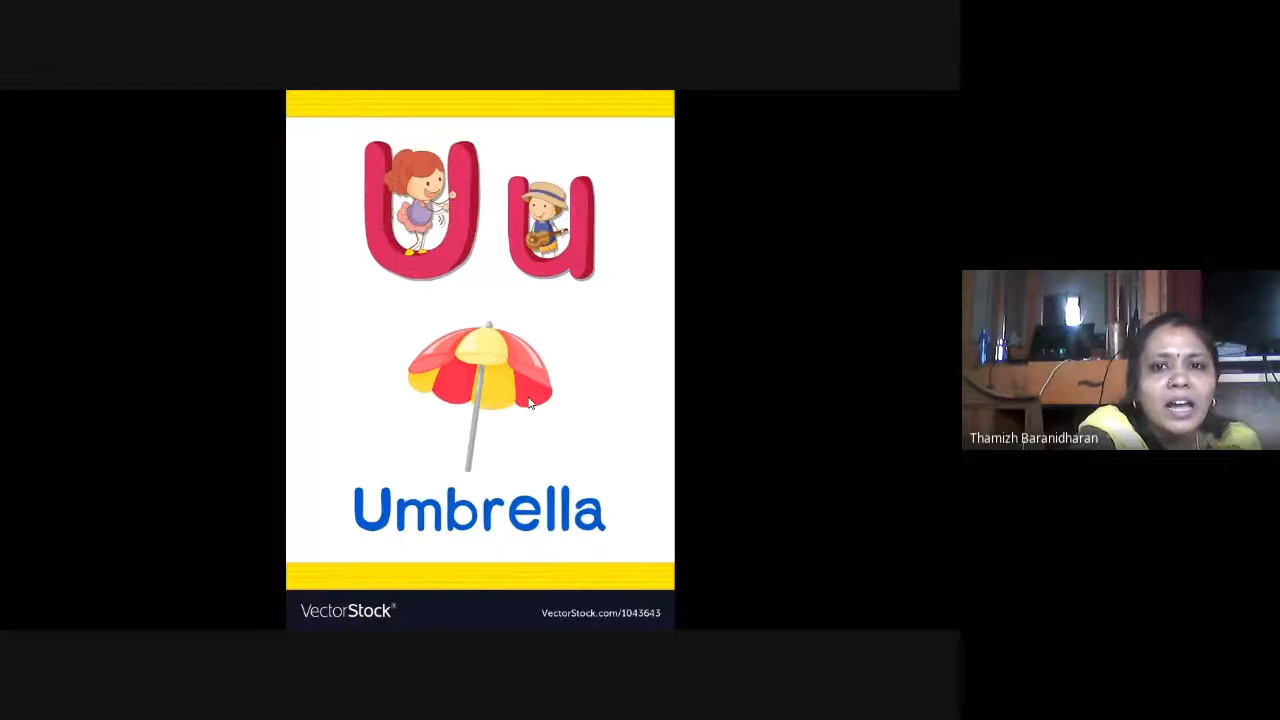 U u
Umbrella
VectorStock®
VectorStock.com/1043643
Thamizh Baranidharan